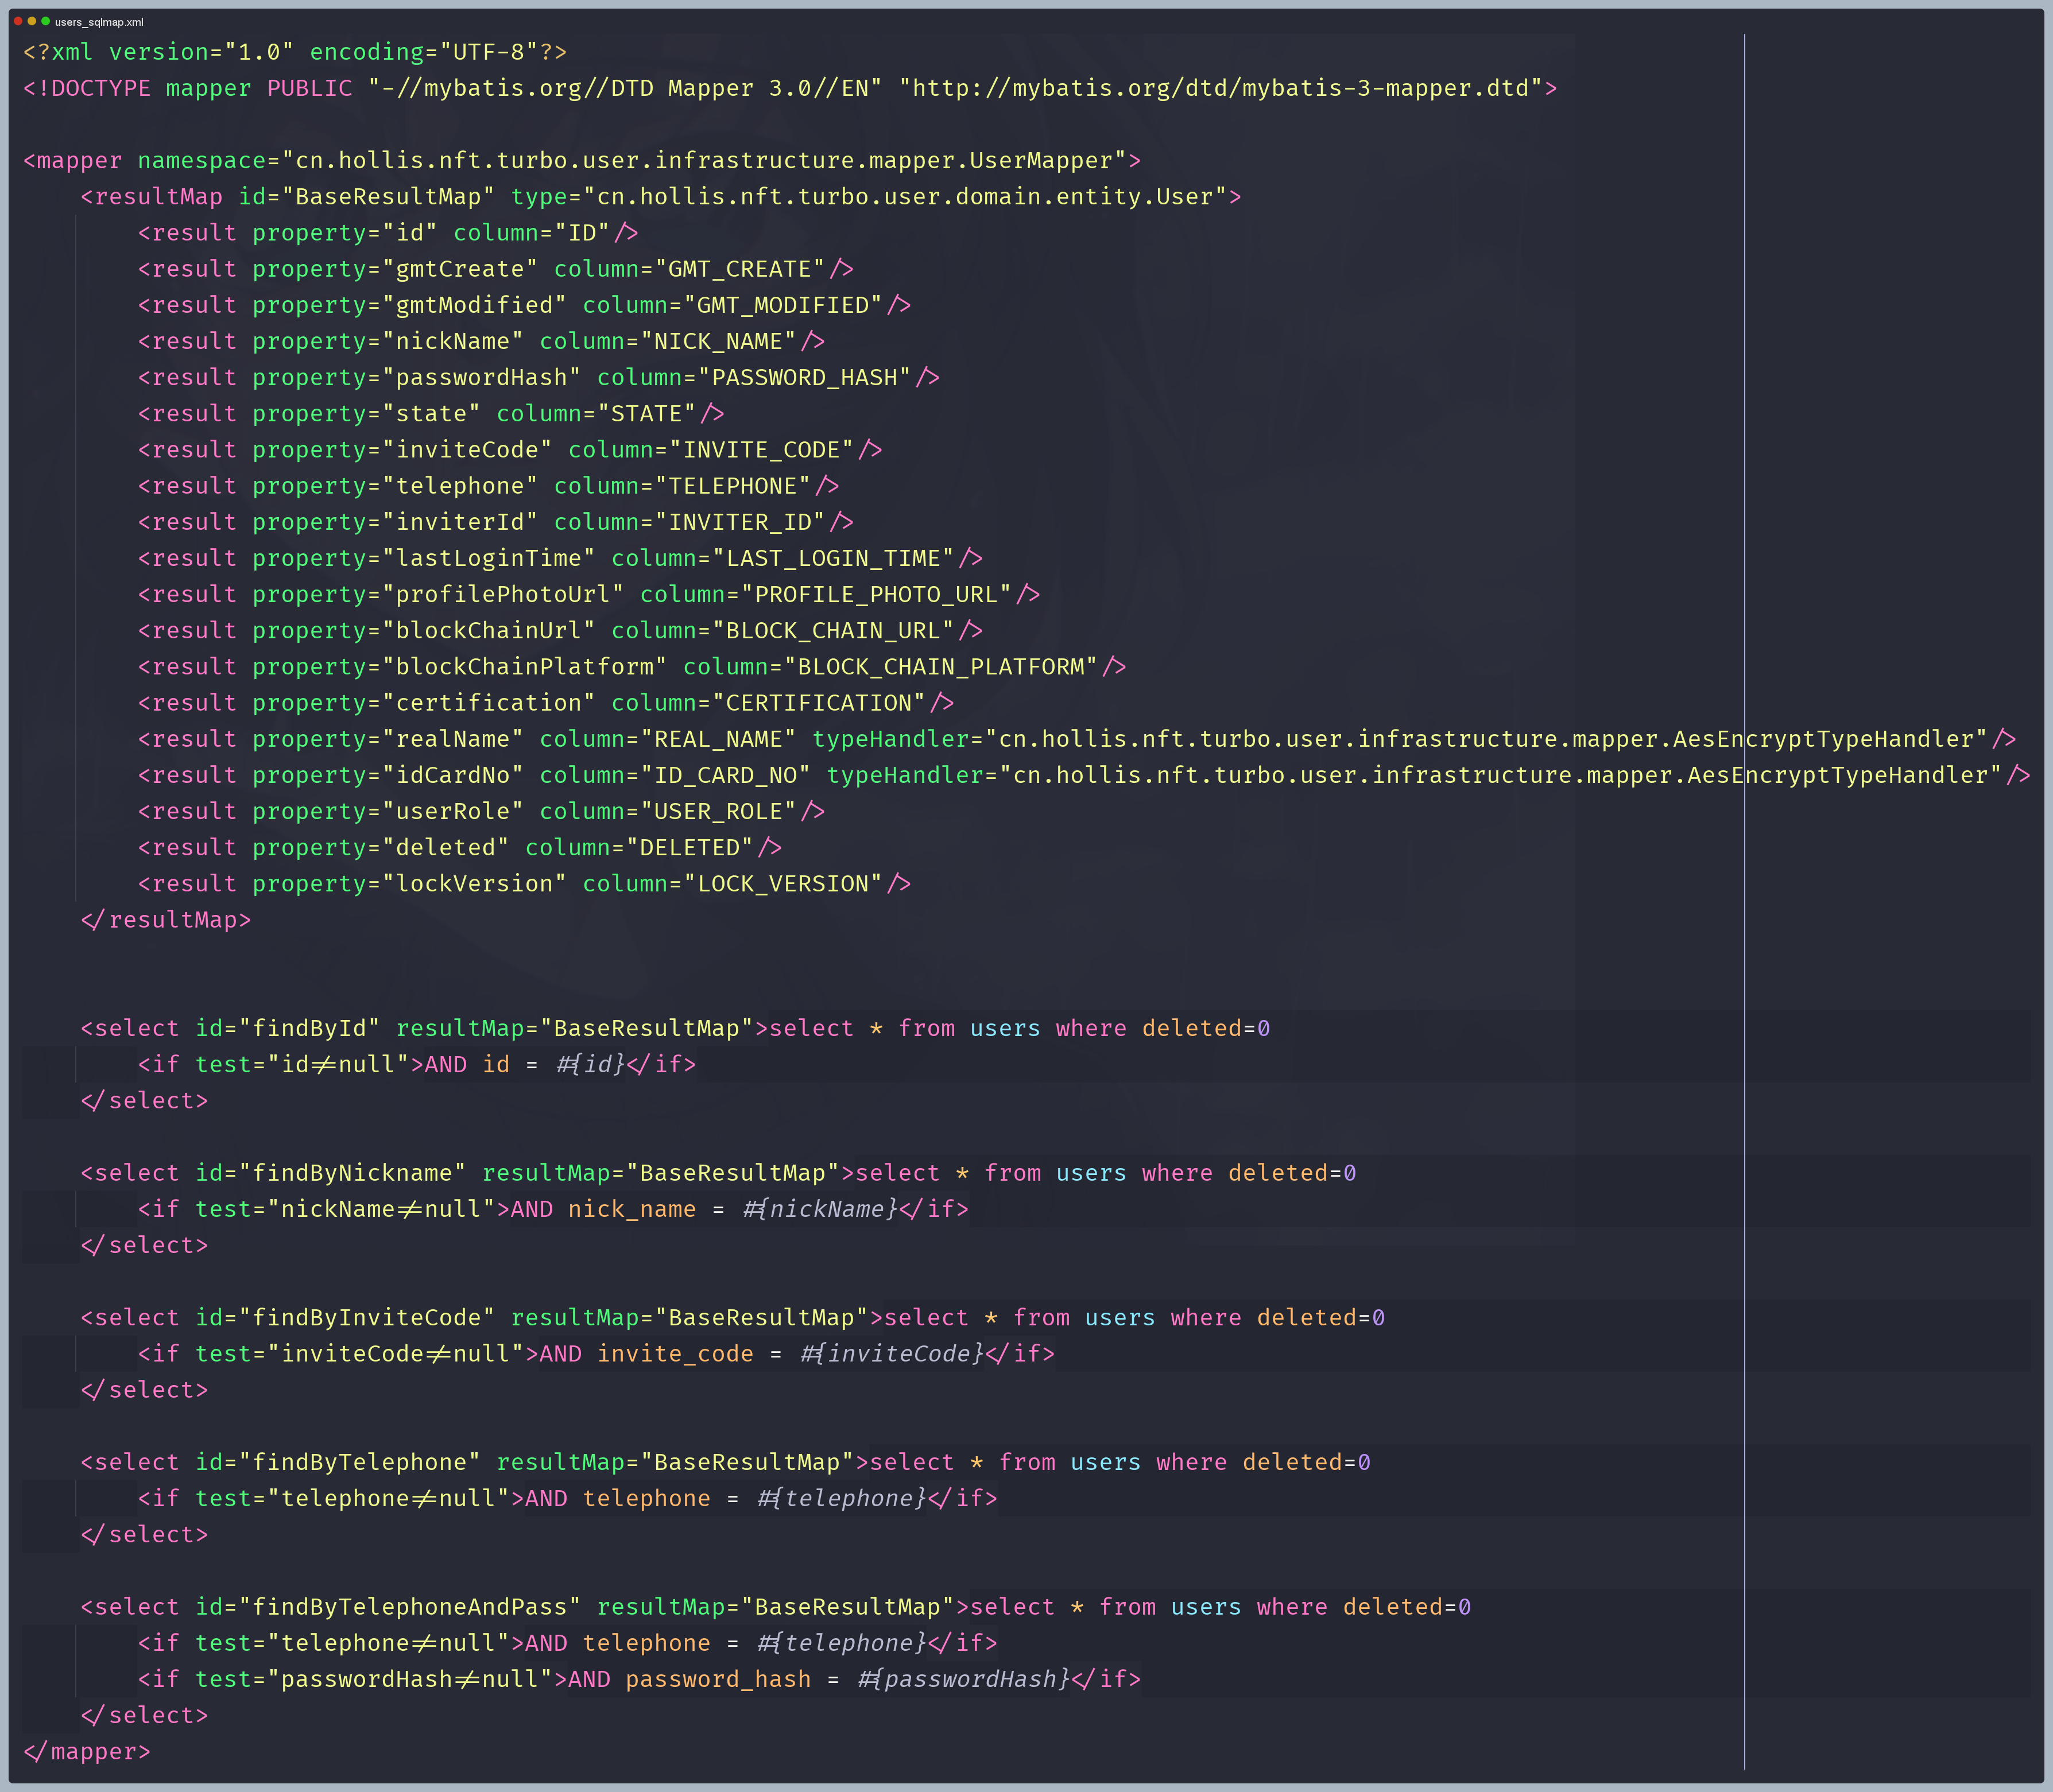 users_sqlmap.xml
<?xml version="1.0" encoding="UTF-8"?>
<!DOCTYPE mapper PUBLIC "-//mybatis.org//DTD Mapper 3.0//EN" "http://mybatis.org/dtd/mybatis-3-mapper.dtd">
<mapper namespace="cn.hollis.nft.turbo.user.infrastructure.mapper.UserMapper">
    <resultMap id="BaseResultMap" type="cn.hollis.nft.turbo.user.domain.entity.User">
        <result property="id" column="ID"/>
        <result property="gmtCreate" column="GMT_CREATE"/>
        <result property="gmtModified" column="GMT_MODIFIED"/>
        <result property="nickName" column="NICK_NAME"/>
        <result property="passwordHash" column="PASSWORD_HASH"/>
        <result property="state" column="STATE"/>
        <result property="inviteCode" column="INVITE_CODE"/>
        <result property="telephone" column="TELEPHONE"/>
        <result property="inviterId" column="INVITER_ID"/>
        <result property="lastLoginTime" column="LAST_LOGIN_TIME"/>
        <result property="profilePhotoUrl" column="PROFILE_PHOTO_URL"/>
        <result property="blockChainUrl" column="BLOCK_CHAIN_URL"/>
        <result property="blockChainPlatform" column="BLOCK_CHAIN_PLATFORM"/>
        <result property="certification" column="CERTIFICATION"/>
        <result property="realName" column="REAL_NAME" typeHandler="cn.hollis.nft.turbo.user.infrastructure.mapper.AesEncryptTypeHandler"/>
        <result property="idCardNo" column="ID_CARD_NO" typeHandler="cn.hollis.nft.turbo.user.infrastructure.mapper.AesEncryptTypeHandler"/>
        <result property="userRole" column="USER_ROLE"/>
        <result property="deleted" column="DELETED"/>
        <result property="lockVersion" column="LOCK_VERSION"/>
    </resultMap>
    <select id="findById" resultMap="BaseResultMap">select * from users where deleted=0
        <if test="id!=null">AND id = #{id}</if>
    </select>
    <select id="findByNickname" resultMap="BaseResultMap">select * from users where deleted=0
        <if test="nickName!=null">AND nick_name = #{nickName}</if>
    </select>
    <select id="findByInviteCode" resultMap="BaseResultMap">select * from users where deleted=0
        <if test="inviteCode!=null">AND invite_code = #{inviteCode}</if>
    </select>
    <select id="findByTelephone" resultMap="BaseResultMap">select * from users where deleted=0
        <if test="telephone!=null">AND telephone = #{telephone}</if>
    </select>
    <select id="findByTelephoneAndPass" resultMap="BaseResultMap">select * from users where deleted=0
        <if test="telephone!=null">AND telephone = #{telephone}</if>
        <if test="passwordHash!=null">AND password_hash = #{passwordHash}</if>
    </select>
</mapper>